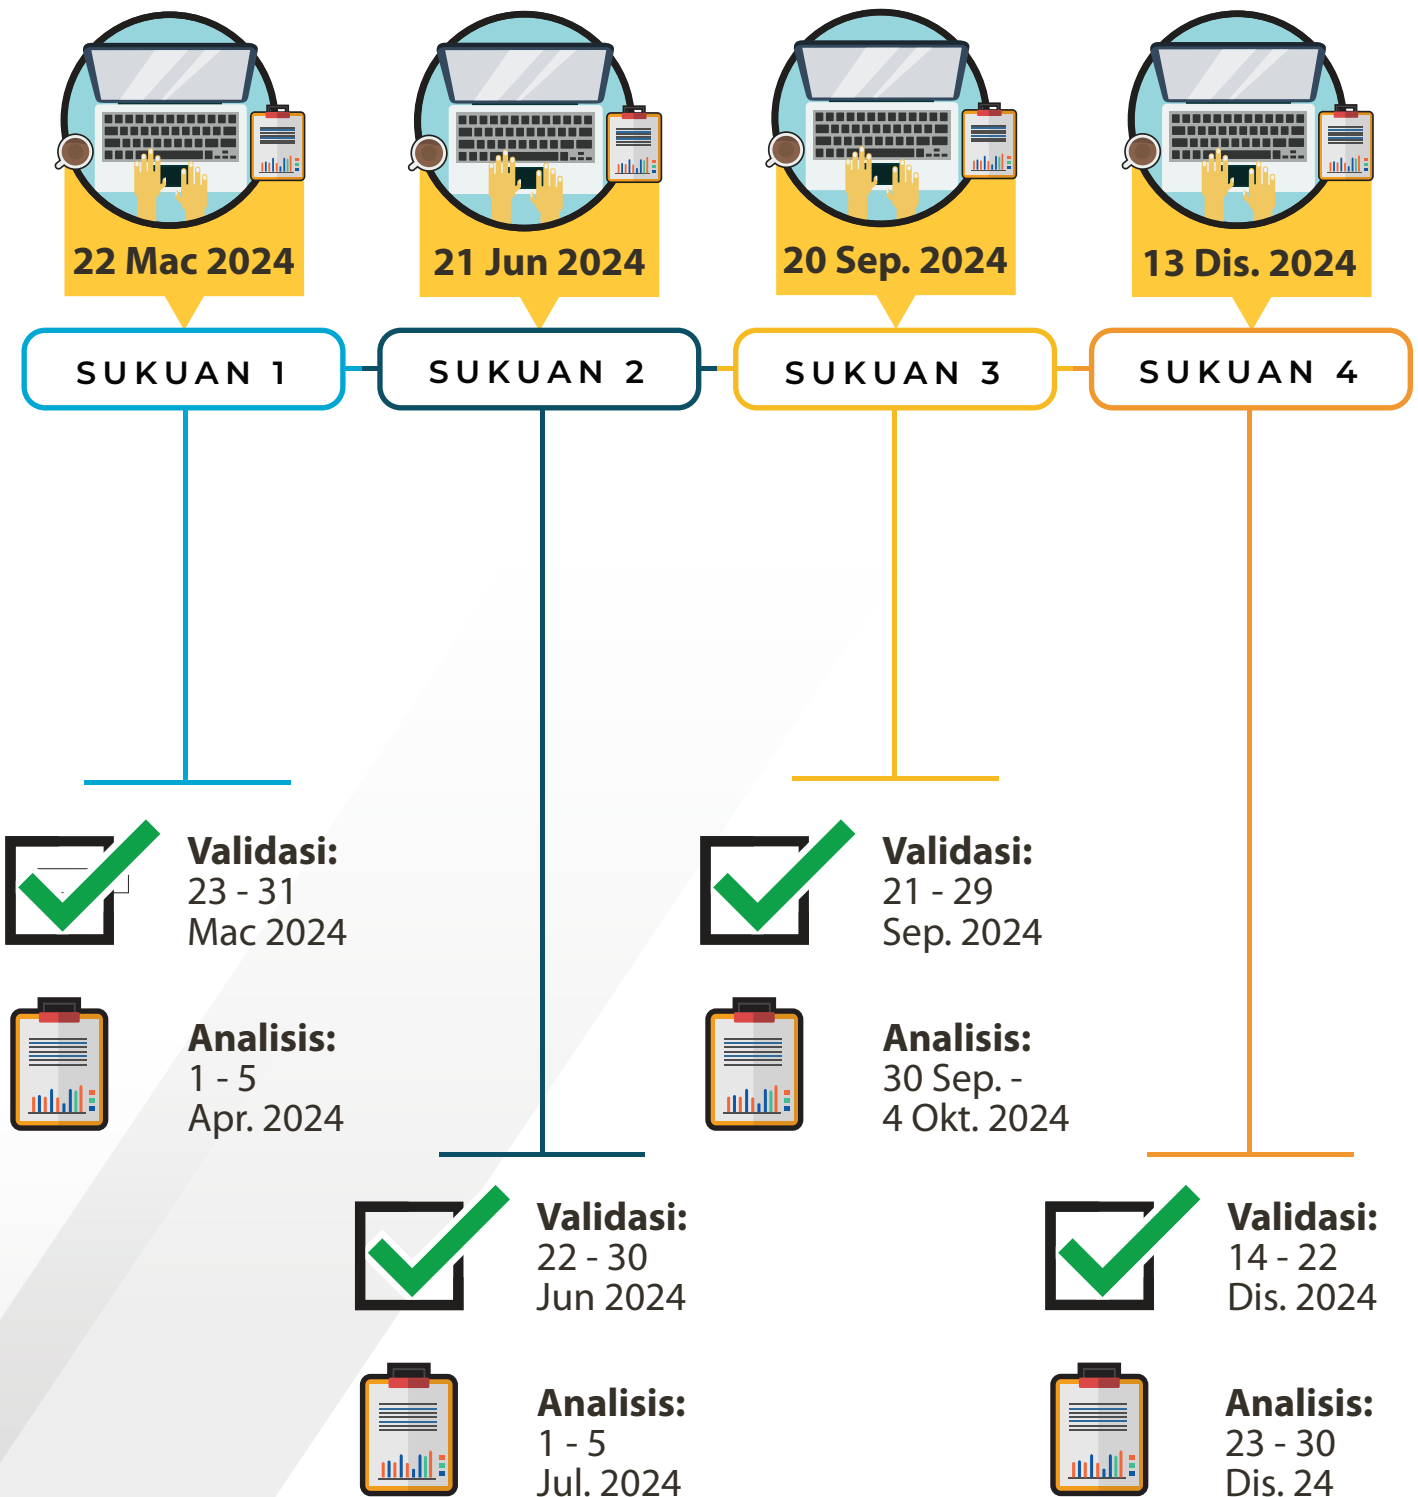 22 Mac 2024
21 Jun 2024
20 Sep. 2024
13 Dis. 2024
SUKUAN 1
SUKUAN 2
SUKUAN 3
SUKUAN 4
Validasi:
23 - 31
Mac 2024
Analisis:
1 - 5
Apr. 2024
Validasi:
22 - 30
Jun 2024
Analisis:
1 - 5
Jul. 2024
Validasi:
21 - 29
Sep. 2024
Analisis:
30 Sep. -
4 Okt. 2024
Validasi:
14 - 22
Dis. 2024
Analisis:
23 - 30
Dis. 24